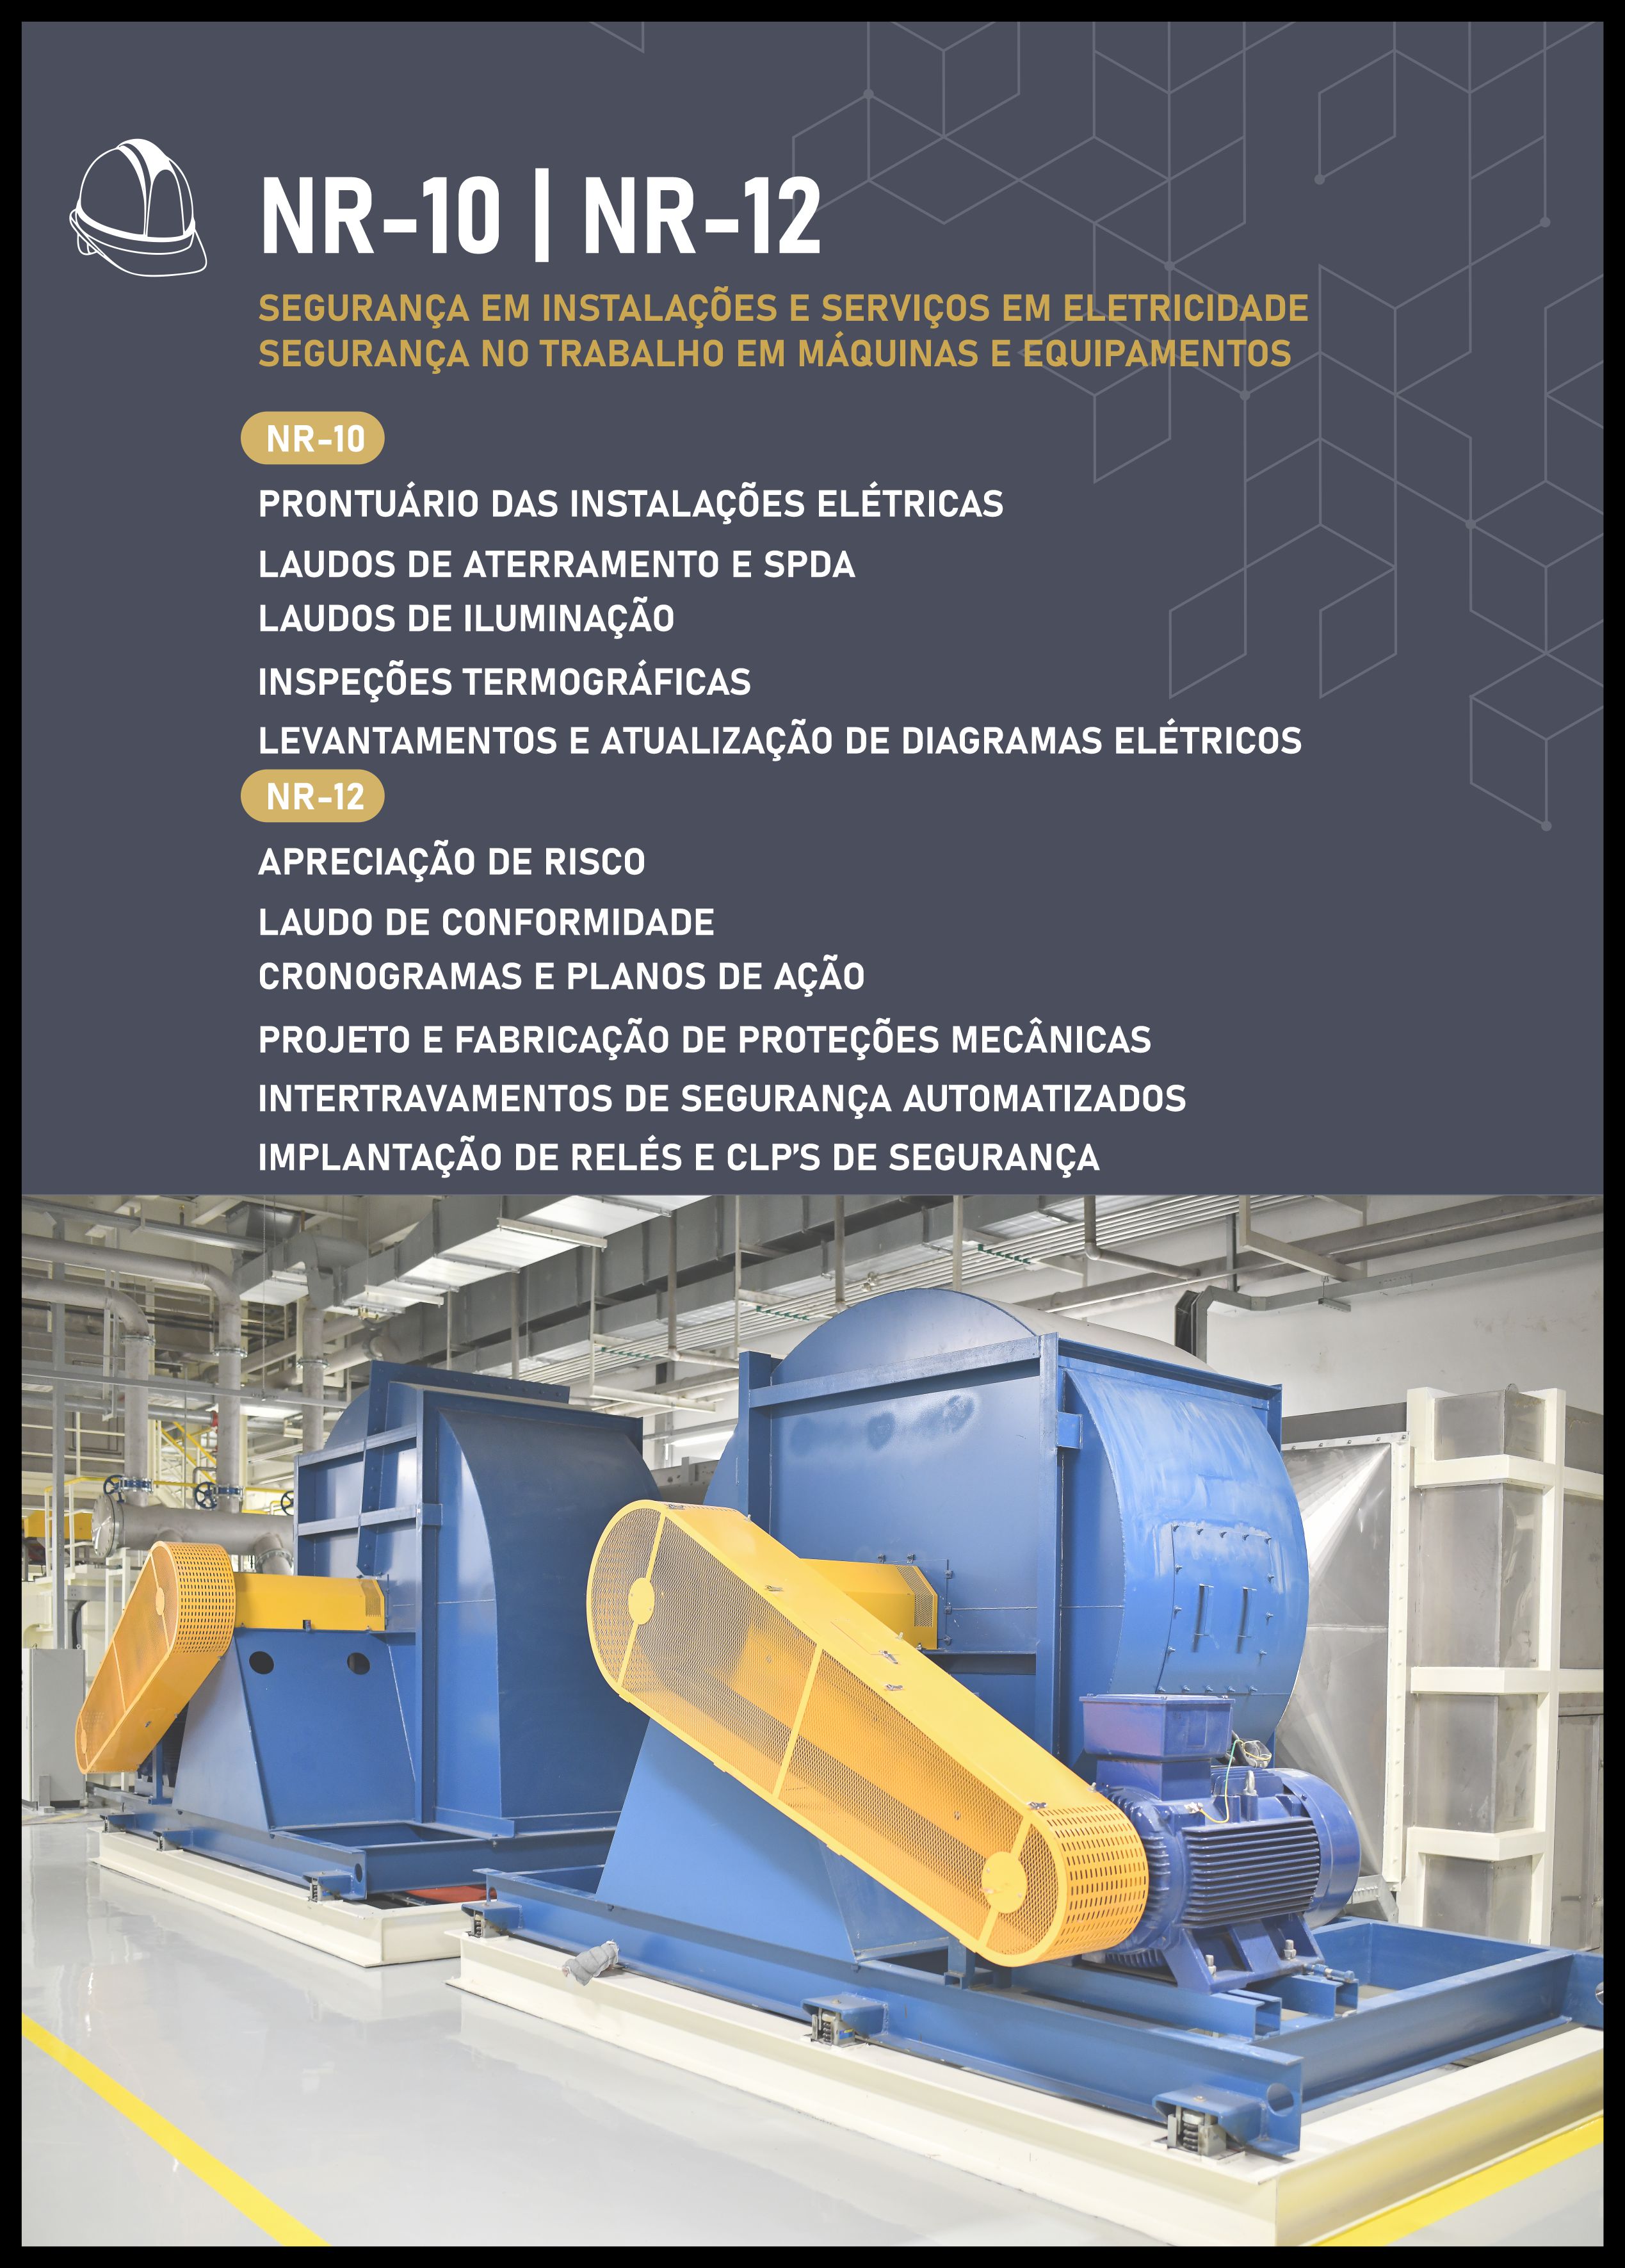 NR-10 | NR-12
SEGURANÇA EM INSTALAÇÕES E SERVIÇOS EM ELETRICIDADE
SEGURANÇA NO TRABALHO EM MÁQUINAS E EQUIPAMENTOS
NR-10
PRONTUÁRIO DAS INSTALAÇÕES ELÉTRICAS
LAUDOS DE ATERRAMENTO E SPDA
LAUDOS DE ILUMINAÇÃO
INSPEÇÕES TERMOGRÁFICAS
LEVANTAMENTOS E ATUALIZAÇÃO DE DIAGRAMAS ELÉTRICOS
NR-12
APRECIAÇÃO DE RISCO
LAUDO DE CONFORMIDADE
CRONOGRAMAS E PLANOS DE AÇÃO
PROJETO E FABRICAÇÃO DE PROTEÇÕES MECÂNICAS
INTERTRAVAMENTOS DE SEGURANÇA AUTOMATIZADOS
IMPLANTAÇÃO DE RELÉS E CLP’S DE SEGURANÇA